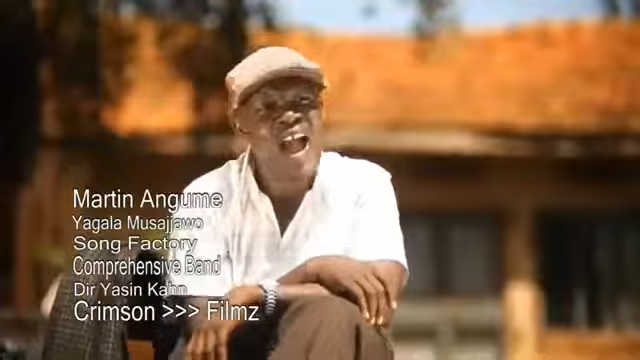 Martin Angume
Yagala Musajjawo
Song Factory
Comprehensive Band
Dir Yasin Kahn
Crimson >>> Filmz